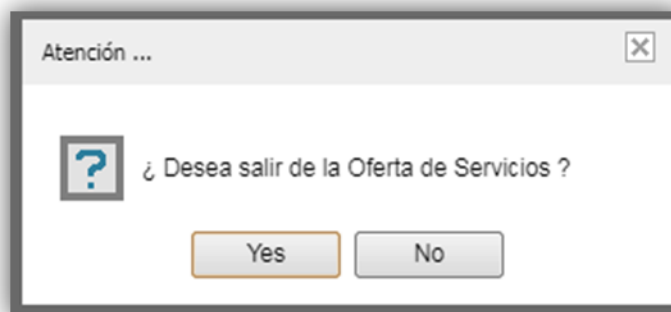 Atención ...
¿ Desea salir de la Oferta de Servicios ?
Yes No